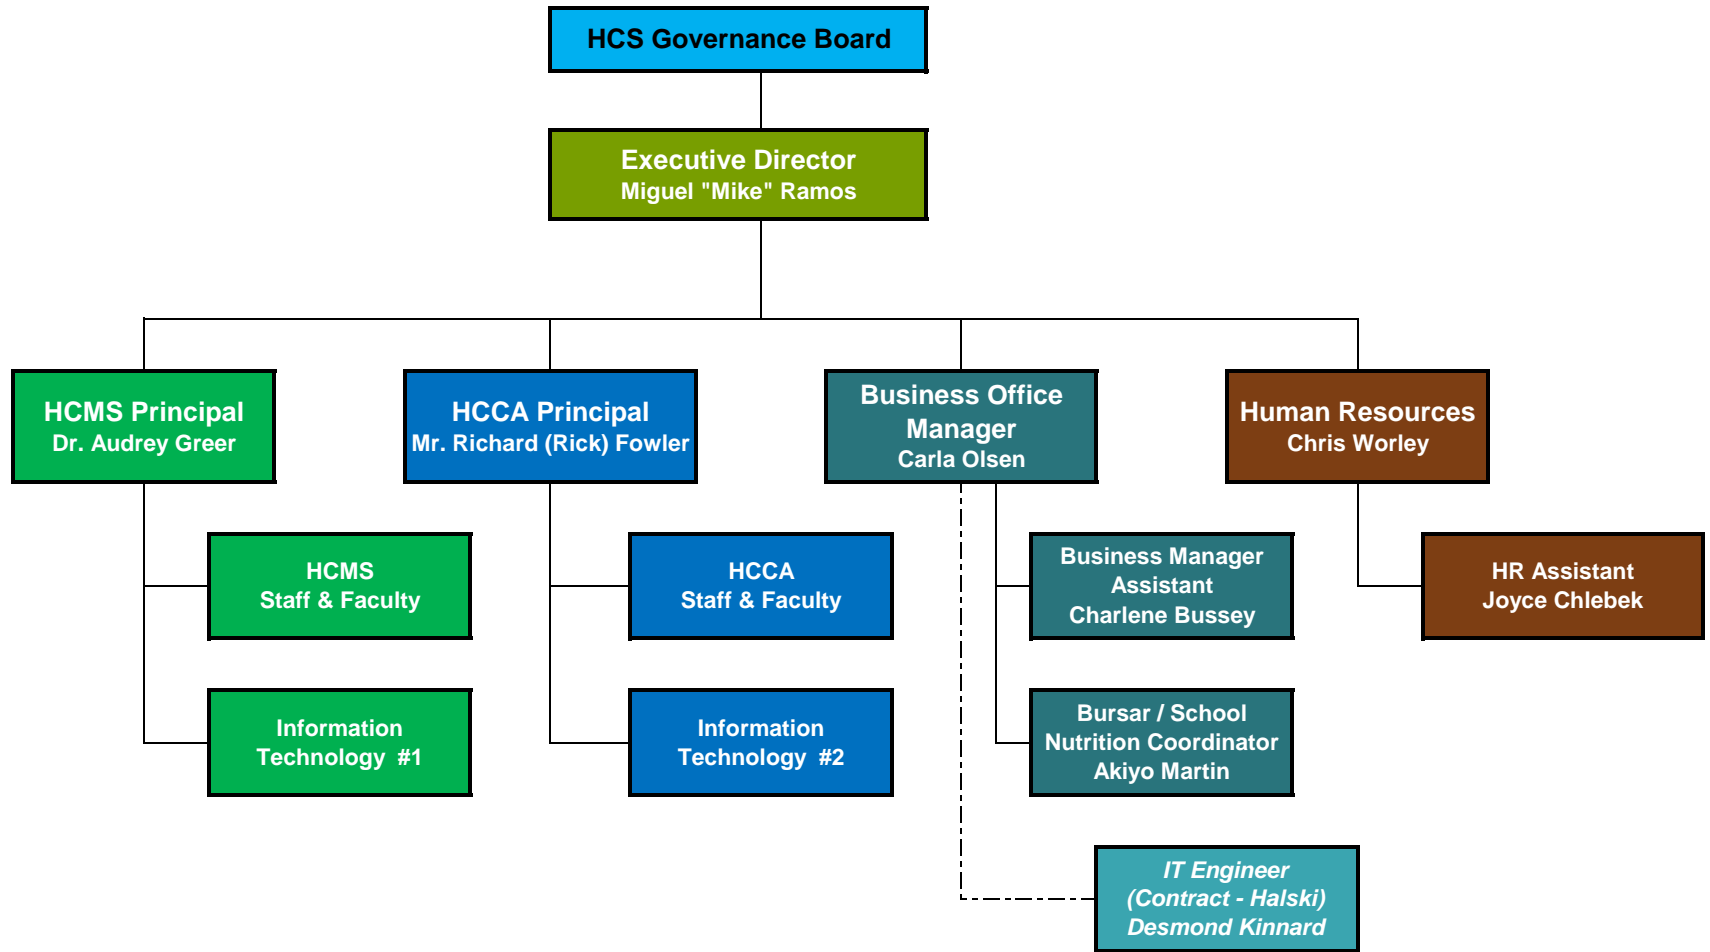 HCS Governance Board
Executive Director
Miguel "Mike" Ramos
HCMS Principal
Dr. Audrey Greer
HCCA Principal
Mr. Richard (Rick) Fowler
Business Office
Manager
Carla Olsen
Human Resources
Chris Worley
HCMS
Staff & Faculty
HCCA
Staff & Faculty
Business Manager
Assistant
Charlene Bussey
HR Assistant
Joyce Chlebek
Information
Technology #1
Information
Technology #2
Bursar / School
Nutrition Coordinator
Akiyo Martin
IT Engineer
(Contract - Halski)
Desmond Kinnard